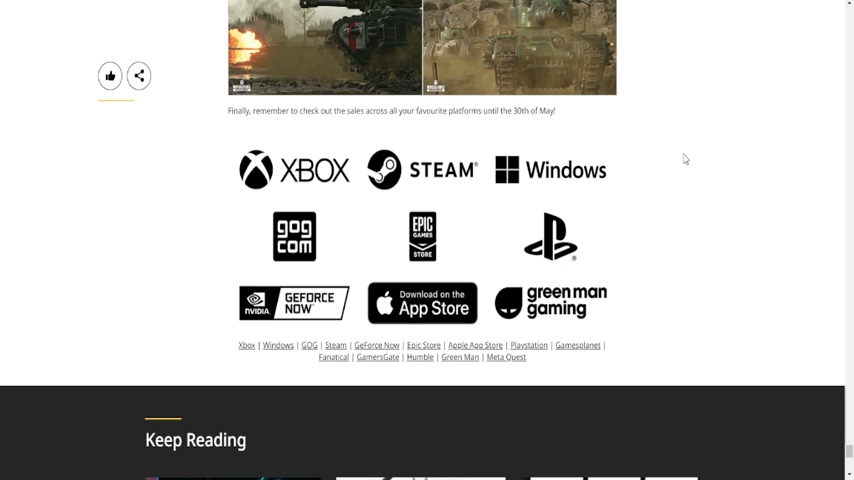 Finally, remember to check out the sales across all your favourite platforms until the 30th of May!
XBOX STEAM® Windows
gog
com
EPIC
GAMES
STORE
NVIDIA GEFORCE
NOW
Download on the
App Store
green man
gaming
Xbox | Windows | GOG | Steam | GeForce Now | Epic Store | Apple App Store | Playstation | Gamesplanet |
Fanatical | GamersGate | Humble | Green Man | Meta Quest
Keep Reading